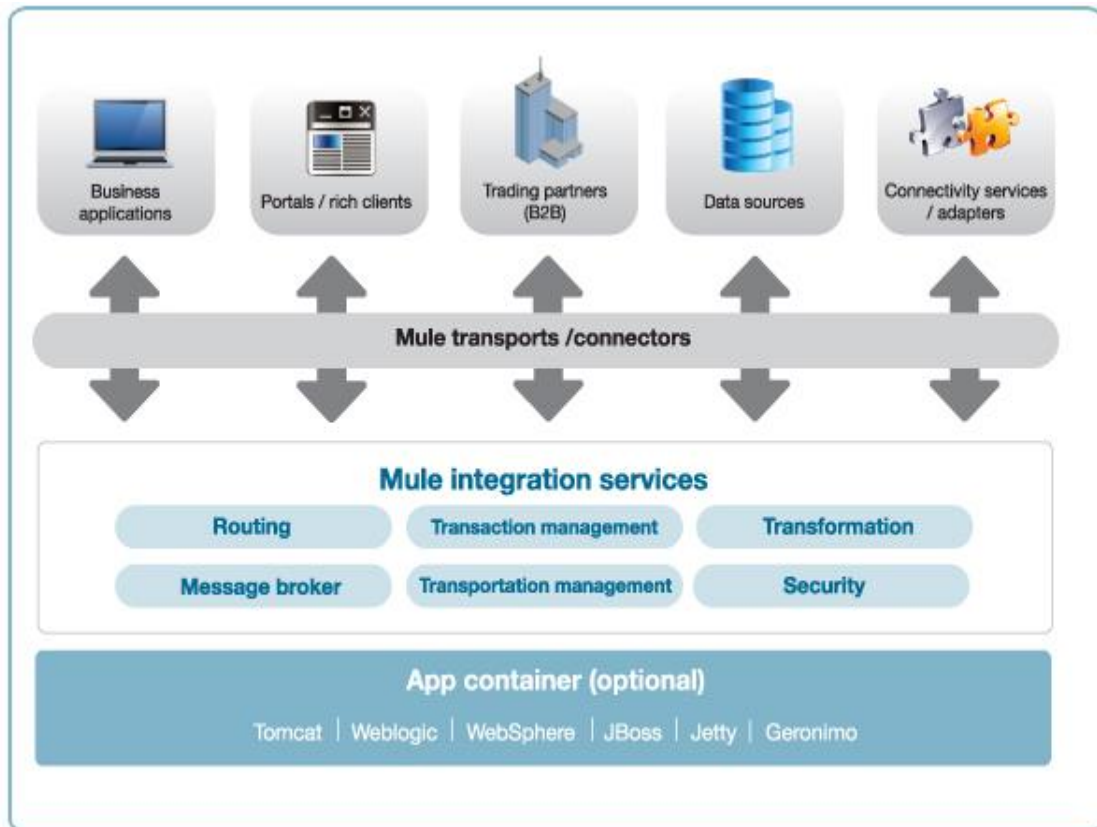 Business
applications
Portals / rich clients
Trading partners
(B2B)
Data sources
Connectivity services
/ adapters
Mule transports /connectors
Mule integration services
Routing
Transaction management
Transformation
Message broker
Transportation management
Security
App container (optional)
Tomcat | Weblogic | WebSphere | JBoss | Jetty | Geronimo